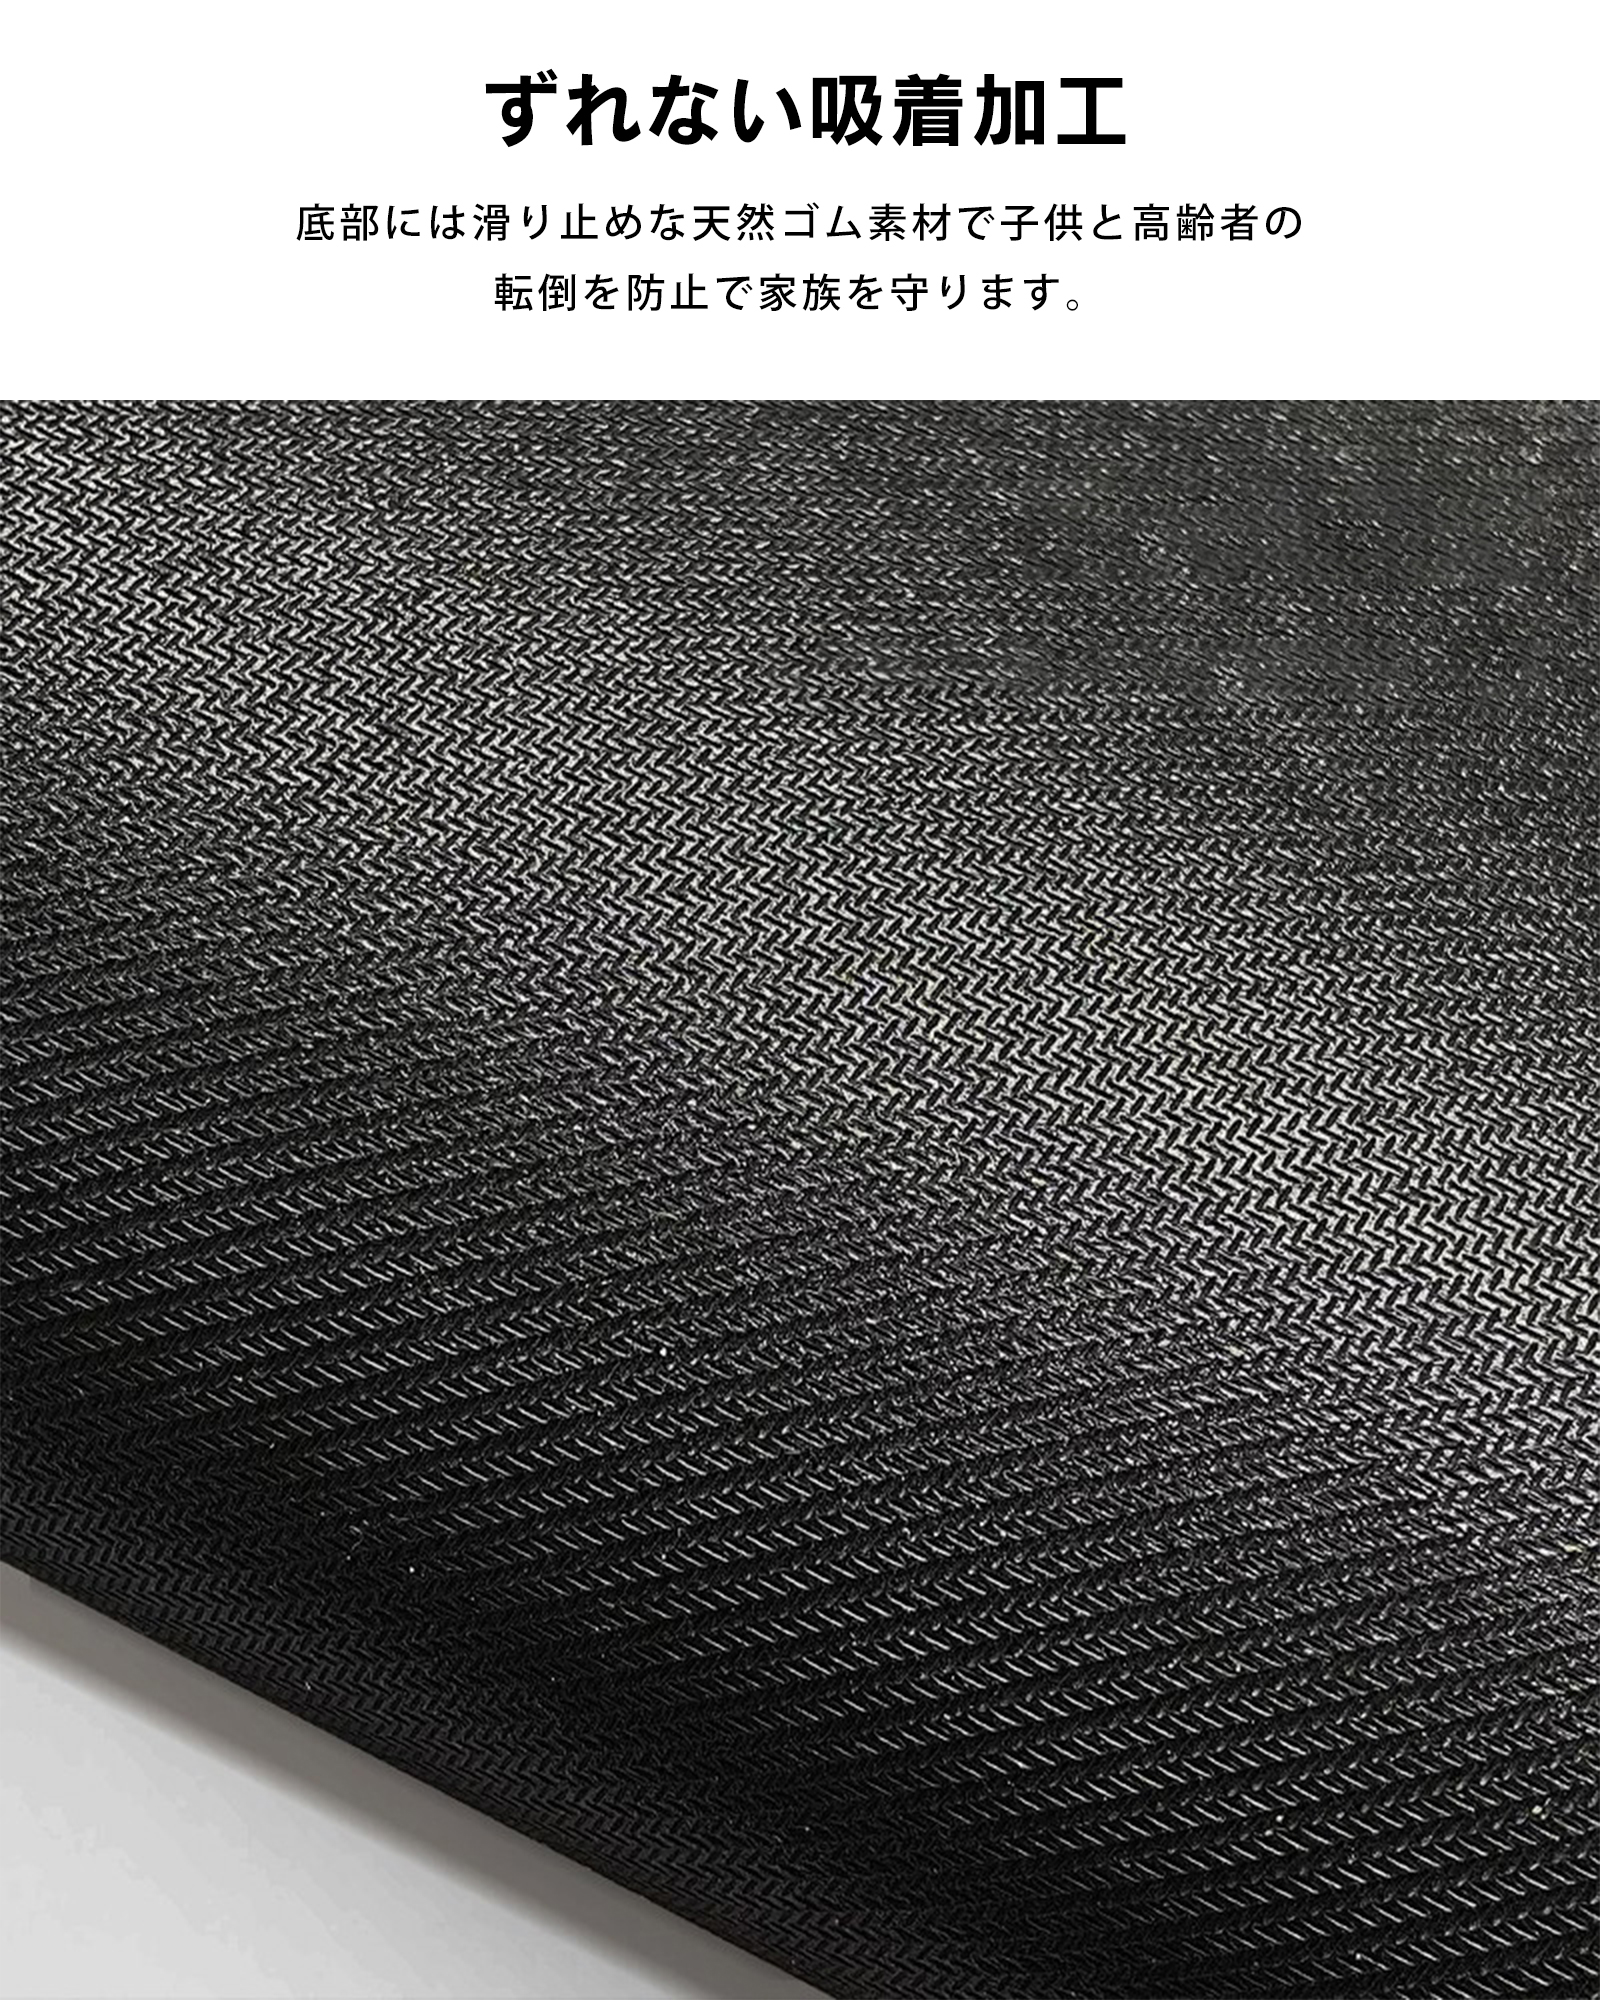 ずれない吸着加工
底部には滑り止めな天然ゴム素材で子供と高齢者の
転倒を防止で家族を守ります。